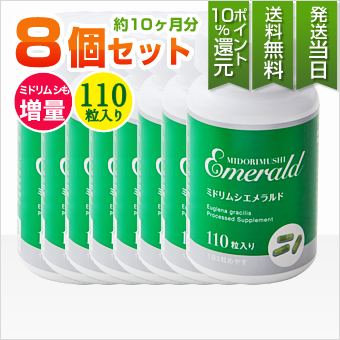 約10ヶ月分
8個セット
ミドリムシも
増量
110
粒入り
ポイント
10%還元
送料無料
発送当日
MIDORIMUSHI
Emerald
ミドリムシエメラルド
Euglena gracilis
Processed Supplement
110粒入り